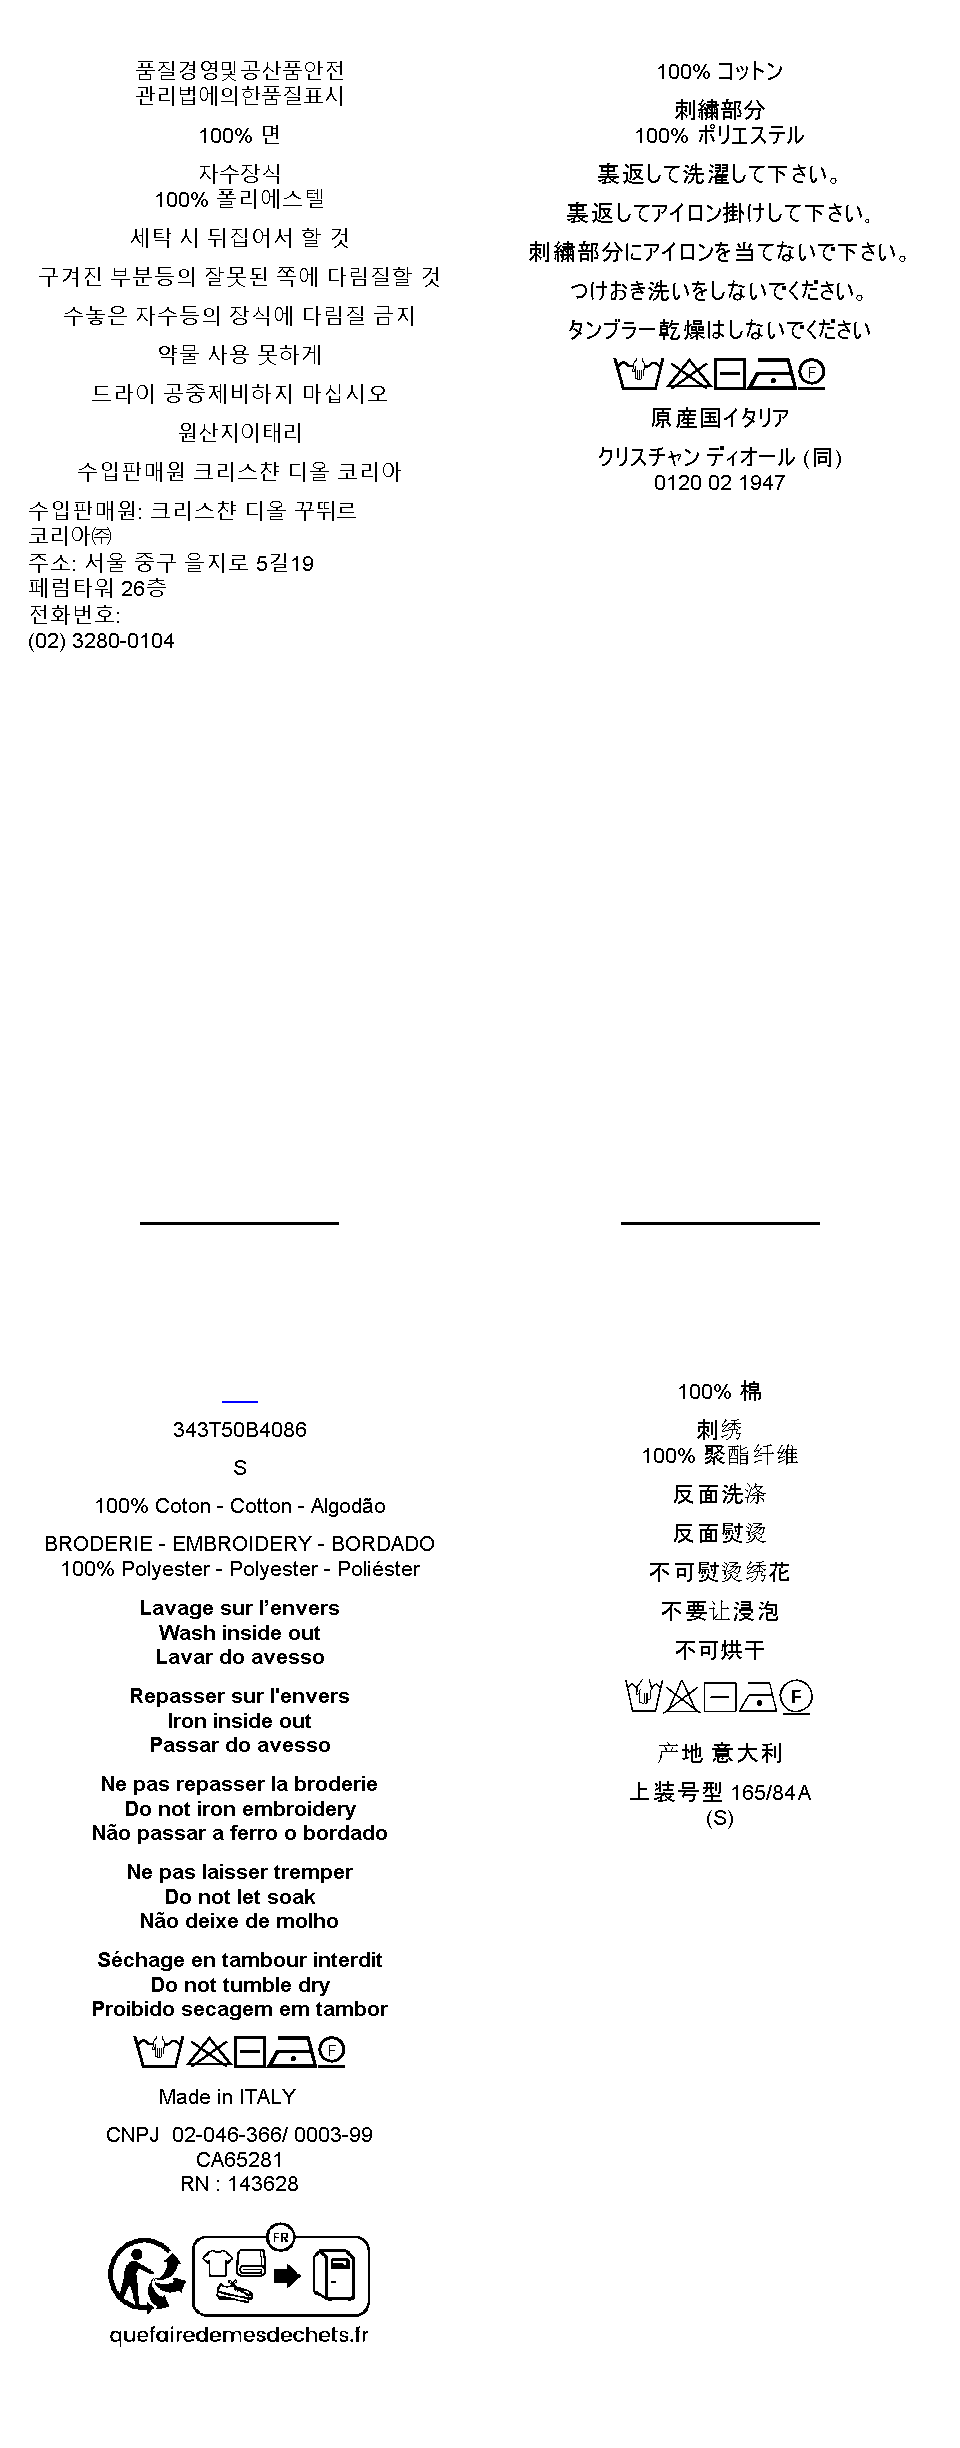 품질경영및공산품안전
관리법에의한품질표시
100% 면
자수장식
100% 폴리에스텔
세탁 시 뒤집어서 할 것
구겨진 부분등의 잘못된 쪽에 다림질할 것
수놓은 자수등의 장식에 다림질 금지
약물 사용 못하게
드라이 공중제비하지 마십시오
원산지이태리
수입판매원 크리스챤 디올 코리아
수입판매원: 크리스챤 디올 꾸뛰르
코리아㈜
주소: 서울 중구 을지로 5길19
페럼타워 26층
전화번호:
(02) 3280-0104
100% コットン
刺繍部分
100% ポリエステル
裏返して洗濯して下さい。
裏返してアイロン掛けして下さい。
刺繍部分にアイロンを当てないで下さい。
つけおき洗いをしないでください。
タンブラー乾燥はしないでください
F
原産国イタリア
クリスチャン ディオール (同)
0120 02 1947
343T50B4086
S
100% Coton - Cotton - Algodão
BRODERIE - EMBROIDERY - BORDADO
100% Polyester - Polyester - Poliéster
Lavage sur l’envers
Wash inside out
Lavar do avesso
Repasser sur l'envers
Iron inside out
Passar do avesso
Ne pas repasser la broderie
Do not iron embroidery
Não passar a ferro o bordado
Ne pas laisser tremper
Do not let soak
Não deixe de molho
Séchage en tambour interdit
Do not tumble dry
Proibido secagem em tambor
F
Made in ITALY
CNPJ  02-046-366/ 0003-99
CA65281
RN : 143628
FR
quefairedemesdechets.fr
100% 棉
刺绣
100% 聚酯纤维
反面洗涤
反面熨烫
不可熨烫绣花
不要让浸泡
不可烘干
F
产地 意大利
上装号型 165/84A
(S)